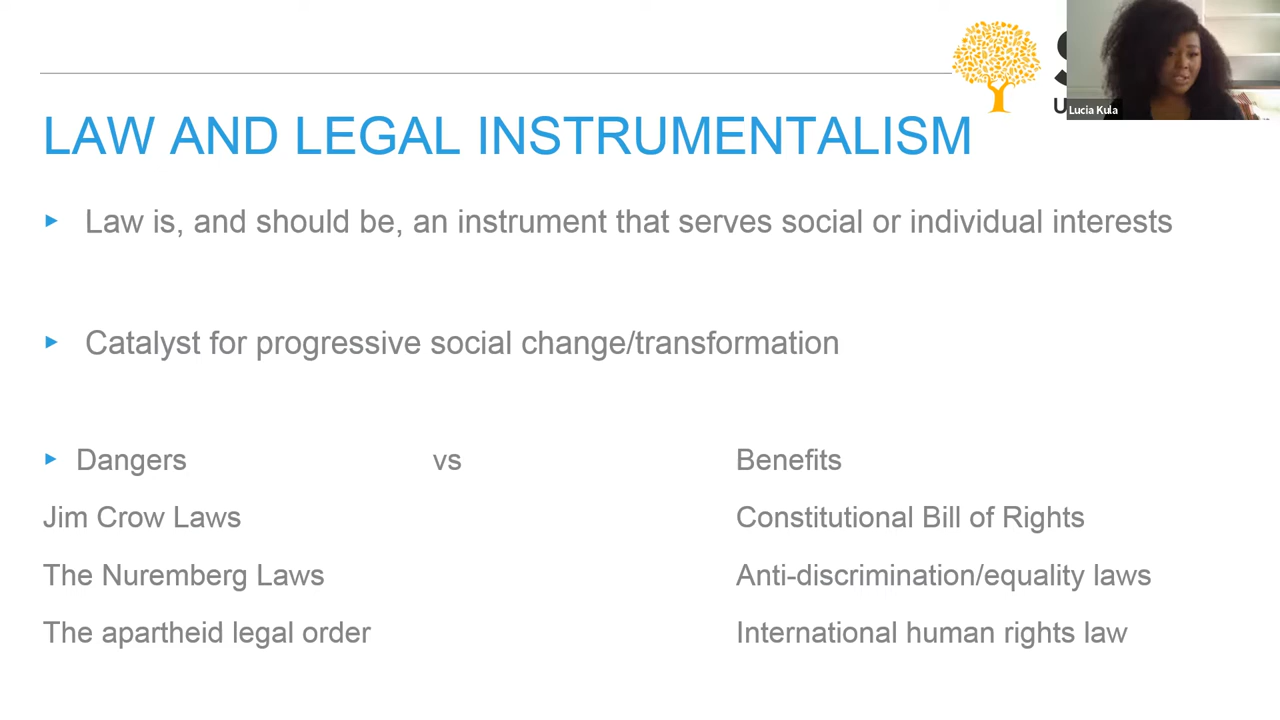 LAW AND LEGAL INSTRUMENTALISM
Lucia Kula
Law is, and should be, an instrument that serves social or individual interests
Catalyst for progressive social change/transformation
Dangers vs Benefits
Jim Crow Laws Constitutional Bill of Rights
The Nuremberg Laws Anti-discrimination/equality laws
The apartheid legal order International human rights law